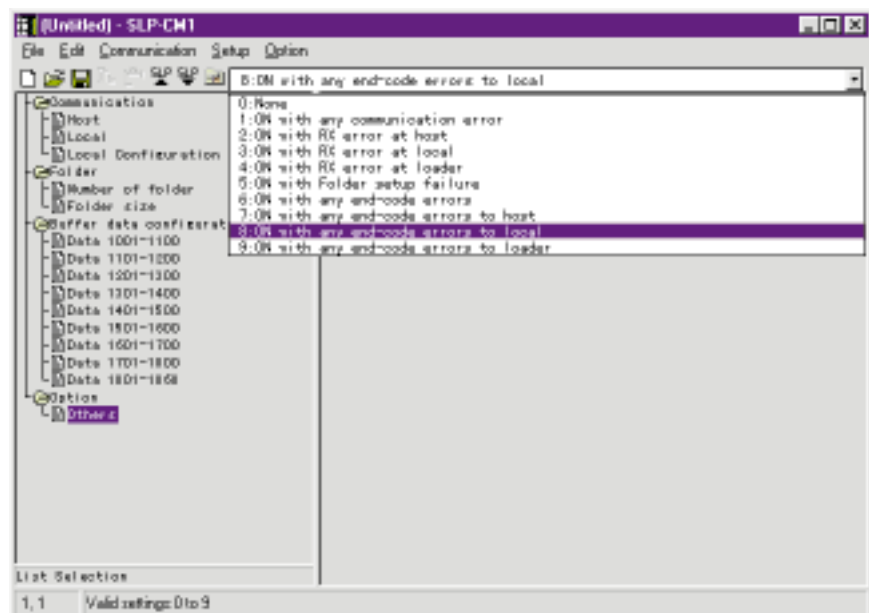 (Untitled) - SLP-CM1
File Edit Communication Setup Option
8:ON with any end-code errors to local
0:None
1:ON with any communication error
2:ON with RX error at host
3:ON with RX error at local
4:ON with RX error at loader
5:ON with Folder setup failure
6:ON with any end-code errors
7:ON with any end-code errors to host
8:ON with any end-code errors to local
9:ON with any end-code errors to loader
Communication
Host
Local
Local Configuration
Folder
Number of folder
Folder size
Buffer data configurat
Data 1001-1100
Data 1101-1200
Data 1201-1300
Data 1301-1400
Data 1401-1500
Data 1501-1600
Data 1601-1700
Data 1701-1800
Data 1801-1868
Option
Others
List Selection
1, 1 Valid settings: 0 to 9